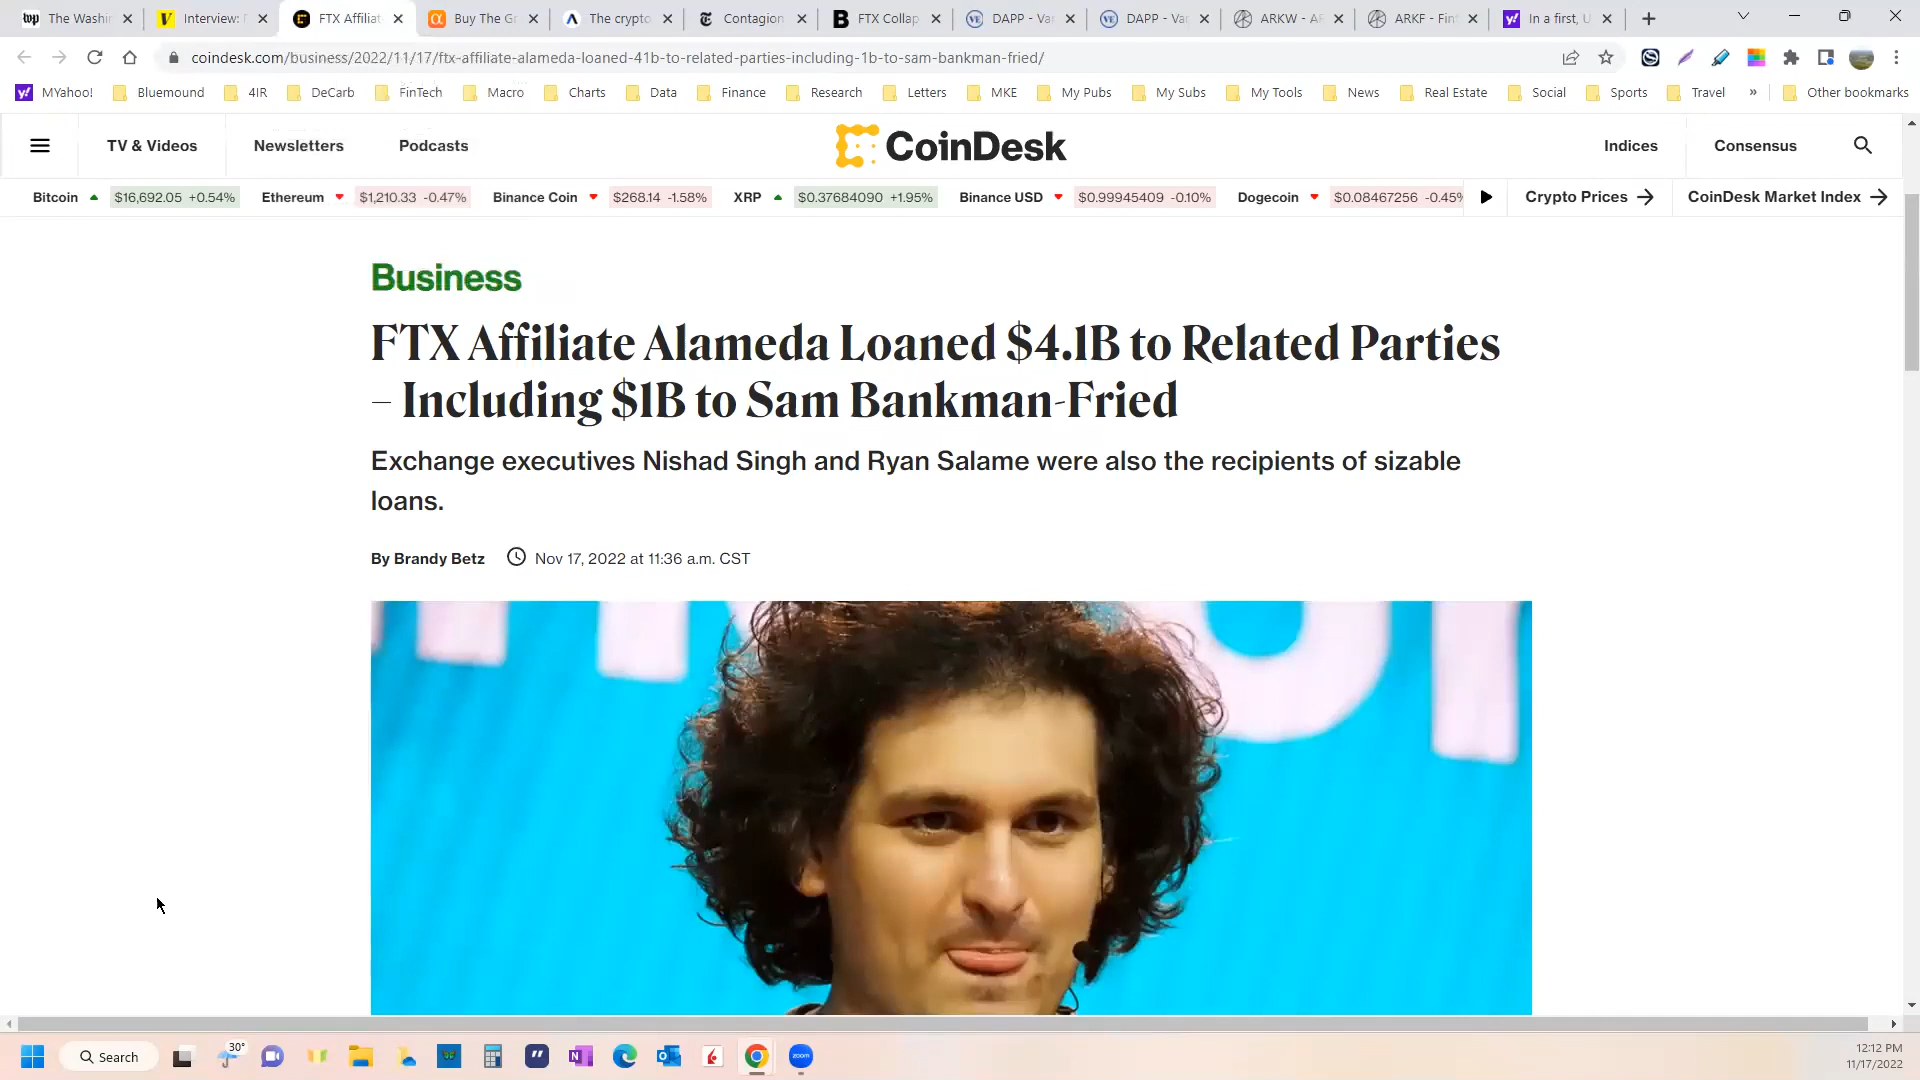 The Washin
Interview: F
FTX Affiliat
Buy The Gr
The crypto
Contagion
FTX Collap
DAPP - Va
DAPP - Va
ARKW - A
ARKF - Fin
In a first, U
coindesk.com/business/2022/11/17/ftx-affiliate-alameda-loaned-41b-to-related-parties-including-1b-to-sam-bankman-fried/
MYahoo!
Bluemound
4IR
DeCarb
FinTech
Macro
Charts
Data
Finance
Research
Letters
MKE
My Pubs
My Subs
My Tools
News
Real Estate
Social
Sports
Travel
»
Other bookmarks
TV & Videos
Newsletters
Podcasts
CoinDesk
Indices
Consensus
Bitcoin $16,692.05 +0.54%
Ethereum $1,210.33 -0.47%
Binance Coin $268.14 -1.58%
XRP $0.37684090 +1.95%
Binance USD $0.99945409 -0.10%
Dogecoin $0.08467256 -0.45%
Crypto Prices
CoinDesk Market Index
Business
FTX Affiliate Alameda Loaned $4.1B to Related Parties
– Including $1B to Sam Bankman-Fried
Exchange executives Nishad Singh and Ryan Salame were also the recipients of sizable
loans.
By Brandy Betz Nov 17, 2022 at 11:36 a.m. CST
Search
30°
zoom
12:12 PM
11/17/2022